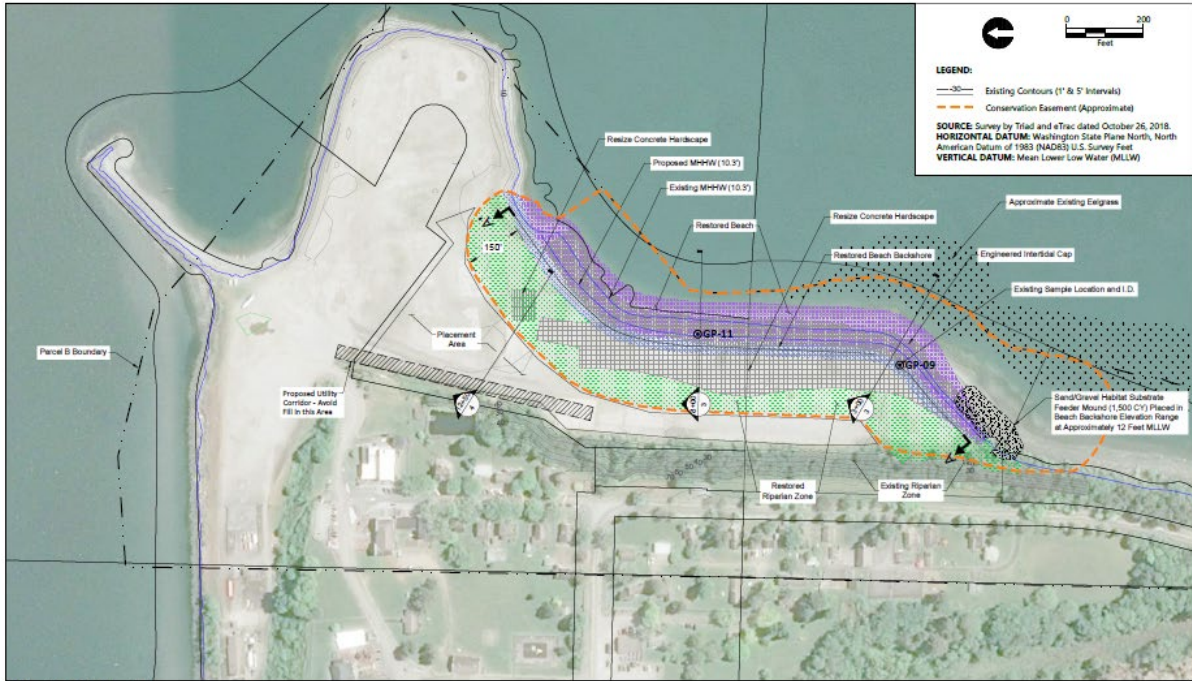 0
200
Feet
LEGEND:
-30
Existing Contours (1' & 5' Intervals)
Conservation Easement (Approximate)
SOURCE: Survey by Triad and eTrac dated October 26, 2018.
HORIZONTAL DATUM: Washington State Plane North, North
American Datum of 1983 (NAD83) U.S. Survey Feet
VERTICAL DATUM: Mean Lower Low Water (MLLW)
Resize Concrete Hardscape
Proposed MHHW (10.3')
Existing MHHW (10.3')
Restored Beach
Resize Concrete Hardscape
Restored Beach Backshore
Approximate Existing Eelgrass
Engineered Intertidal Cap
Existing Sample Location and I.D.
150'
GP-11
GP-09
Placement
Area
Parcel B Boundary
Proposed Utility
Corridor - Avoid
Fill in this Area
4
3
Sand/Gravel Habitat Substrate
Feeder Mound (1,500 CY) Placed in
Beach Backshore Elevation Range
at Approximately 12 Feet MLLW
Restored
Riparian Zone
Existing Riparian
Zone